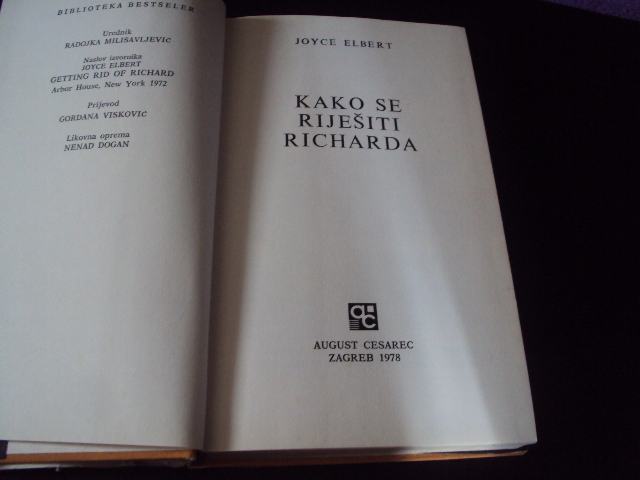 BIBLIOTEKA BESTSELER
Urednik
RADOJKA MILISAVLJEVIĆ
Naslov izvornika
JOYCE ELBERT
GETTING RID OF RICHARD
Arbor House, New York 1972
Prijevod
GORDANA VISKOVIĆ
Likovna oprema
NENAD DOGAN
JOYCE ELBERT
KAKO SE
RIJEŠITI
RICHARDA
ac
AUGUST CESAREC
ZAGREB 1978